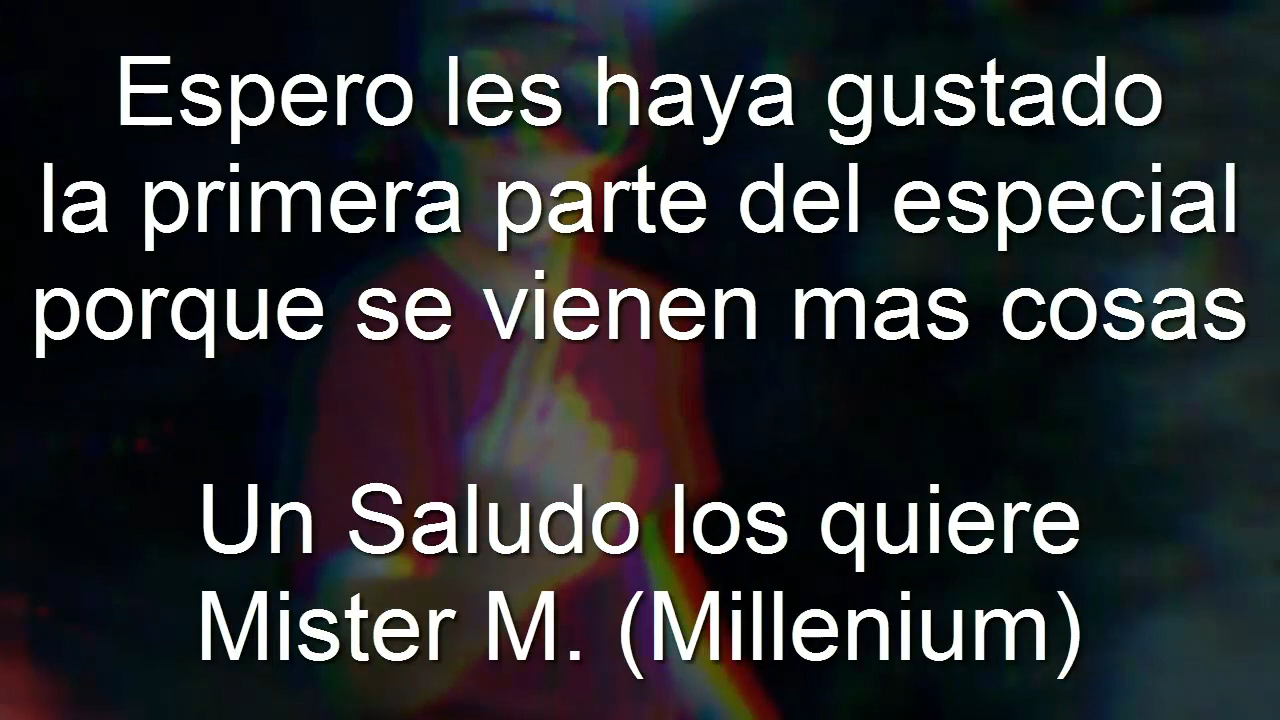 Espero les haya gustado
la primera parte del especial
porque se vienen mas cosas
Un Saludo los quiere
Mister M. (Millenium)